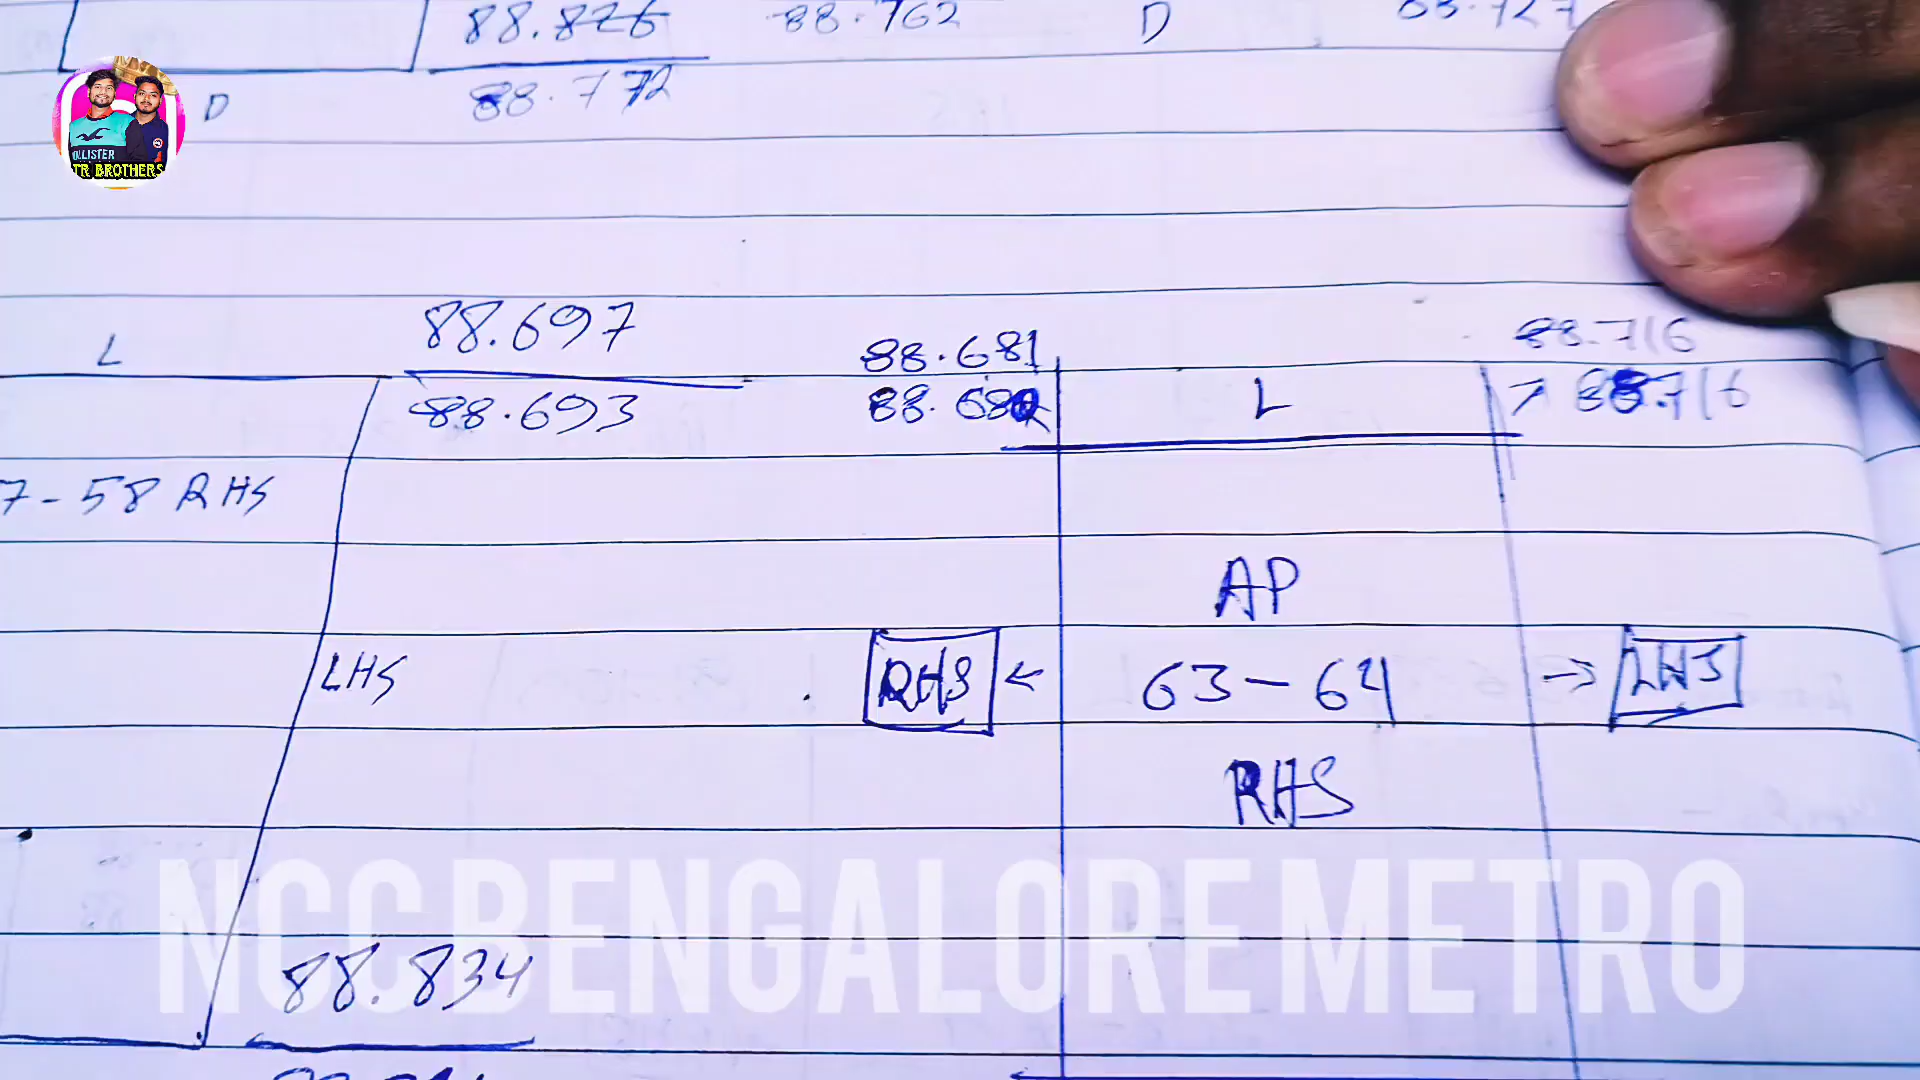 88.826 88.762 D
D 88.772
OLLISTER
TR BROTHERS
88.697 88.681 88.716
L 88.693 88.68 L 88.716
7-58 RHS
AP
LHS RHS ← 63-64 → LHS
RHS
NCC BENGALORE METRO
88.834